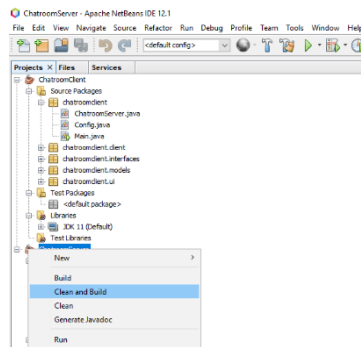 ChatroomServer - Apache NetBeans IDE 12.1
File Edit View Navigate Source Refactor Run Debug Profile Team Tools Window Help
<default config>
Projects Files Services
ChatroomClient
Source Packages
chatroomclient
ChatroomServer.java
Config.java
Main.java
chatroomclient.client
chatroomclient.interfaces
chatroomclient.models
chatroomclient.ui
Test Packages
<default package>
Libraries
JDK 11 (Default)
Test Libraries
New
Build
Clean and Build
Clean
Generate Javadoc
Run